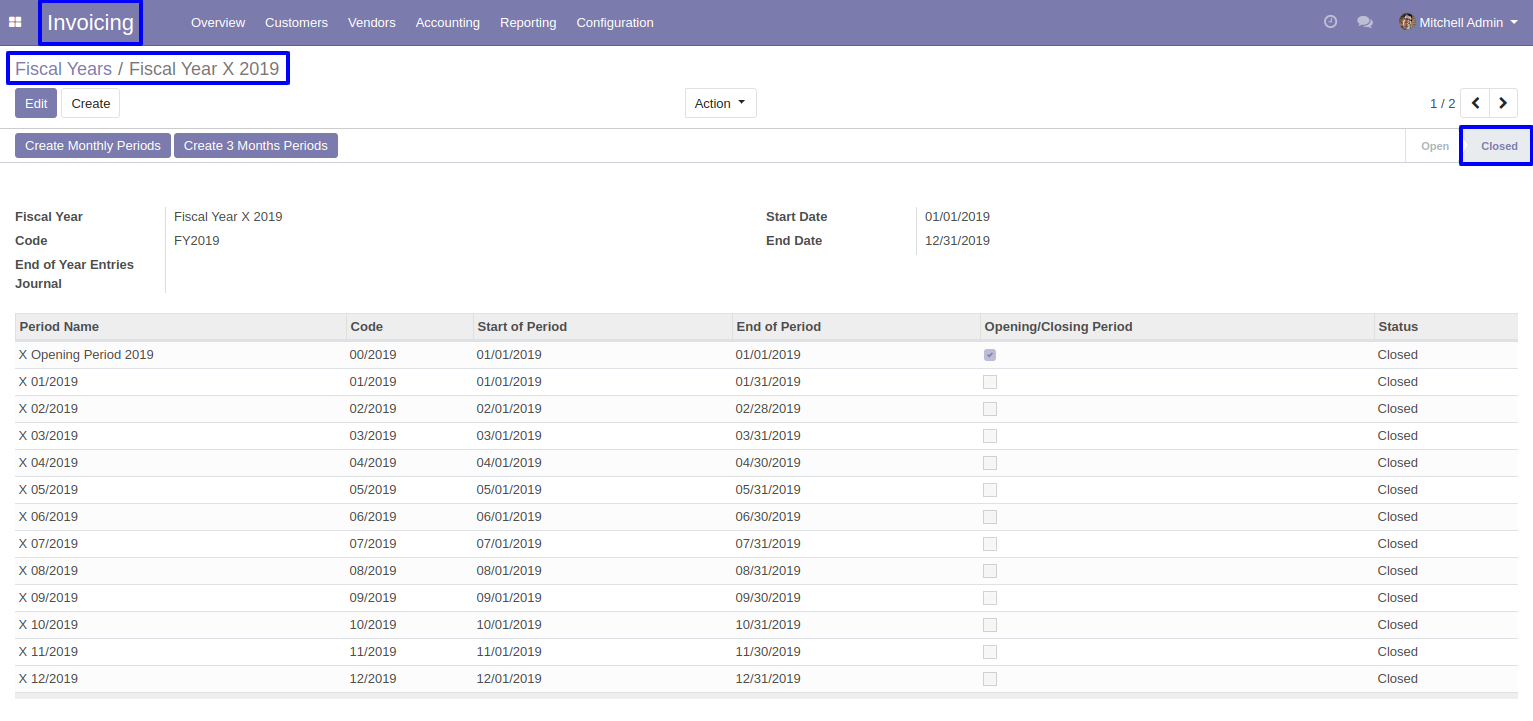 Invoicing Overview Customers Vendors Accounting Reporting Configuration Mitchell Admin
Fiscal Years / Fiscal Year X 2019
Edit Create Action 1 / 2
Create Monthly Periods Create 3 Months Periods Open Closed
Fiscal Year Fiscal Year X 2019 Start Date 01/01/2019
Code FY2019 End Date 12/31/2019
End of Year Entries
Journal
Period Name Code Start of Period End of Period Opening/Closing Period Status
X Opening Period 2019 00/2019 01/01/2019 01/01/2019 Closed
X 01/2019 01/2019 01/01/2019 01/31/2019 Closed
X 02/2019 02/2019 02/01/2019 02/28/2019 Closed
X 03/2019 03/2019 03/01/2019 03/31/2019 Closed
X 04/2019 04/2019 04/01/2019 04/30/2019 Closed
X 05/2019 05/2019 05/01/2019 05/31/2019 Closed
X 06/2019 06/2019 06/01/2019 06/30/2019 Closed
X 07/2019 07/2019 07/01/2019 07/31/2019 Closed
X 08/2019 08/2019 08/01/2019 08/31/2019 Closed
X 09/2019 09/2019 09/01/2019 09/30/2019 Closed
X 10/2019 10/2019 10/01/2019 10/31/2019 Closed
X 11/2019 11/2019 11/01/2019 11/30/2019 Closed
X 12/2019 12/2019 12/01/2019 12/31/2019 Closed